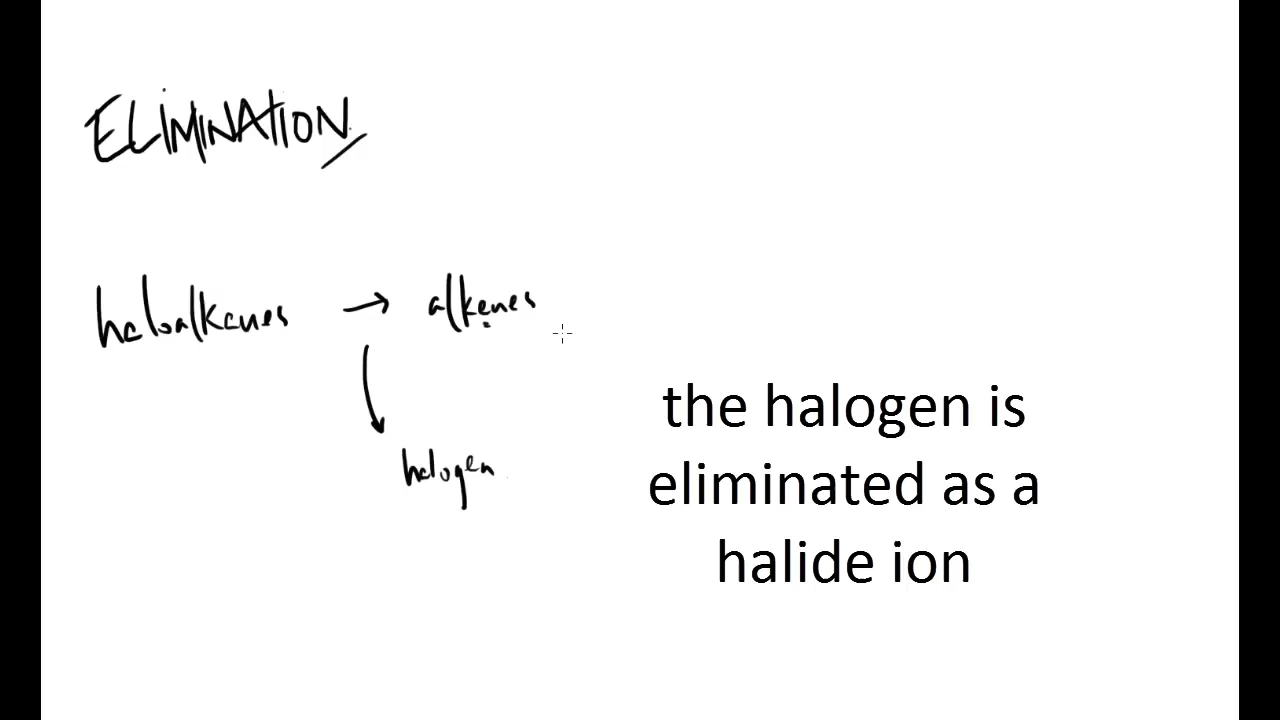 ELIMINATION
haloalkanes → alkenes
halogen
the halogen is
eliminated as a
halide ion